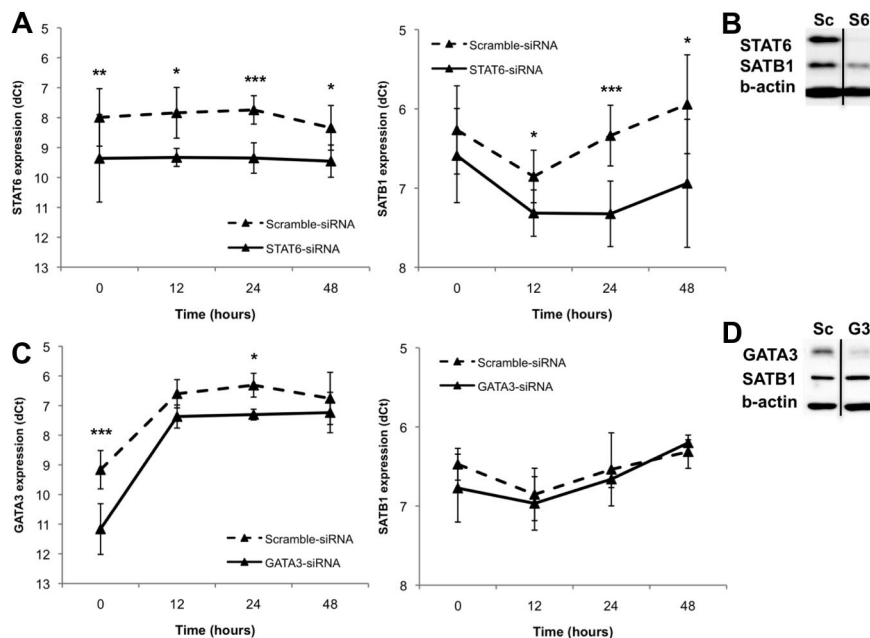 A
STAT6 expression (dCt)
5
6
7
8
9
10
11
12
13
** * *** *
Scramble-siRNA
STAT6-siRNA
0 12 24 48
Time (hours)
SATB1 expression (dCt)
5
6
7
8
Scramble-siRNA
STAT6-siRNA
* *** *
0 12 24 48
Time (hours)
B
Sc S6
STAT6
SATB1
b-actin
C
GATA3 expression (dCt)
5
6
7
8
9
10
11
12
13
*** *
Scramble-siRNA
GATA3-siRNA
0 12 24 48
Time (hours)
SATB1 expression (dCt)
5
6
7
8
Scramble-siRNA
GATA3-siRNA
0 12 24 48
Time (hours)
D
Sc G3
GATA3
SATB1
b-actin